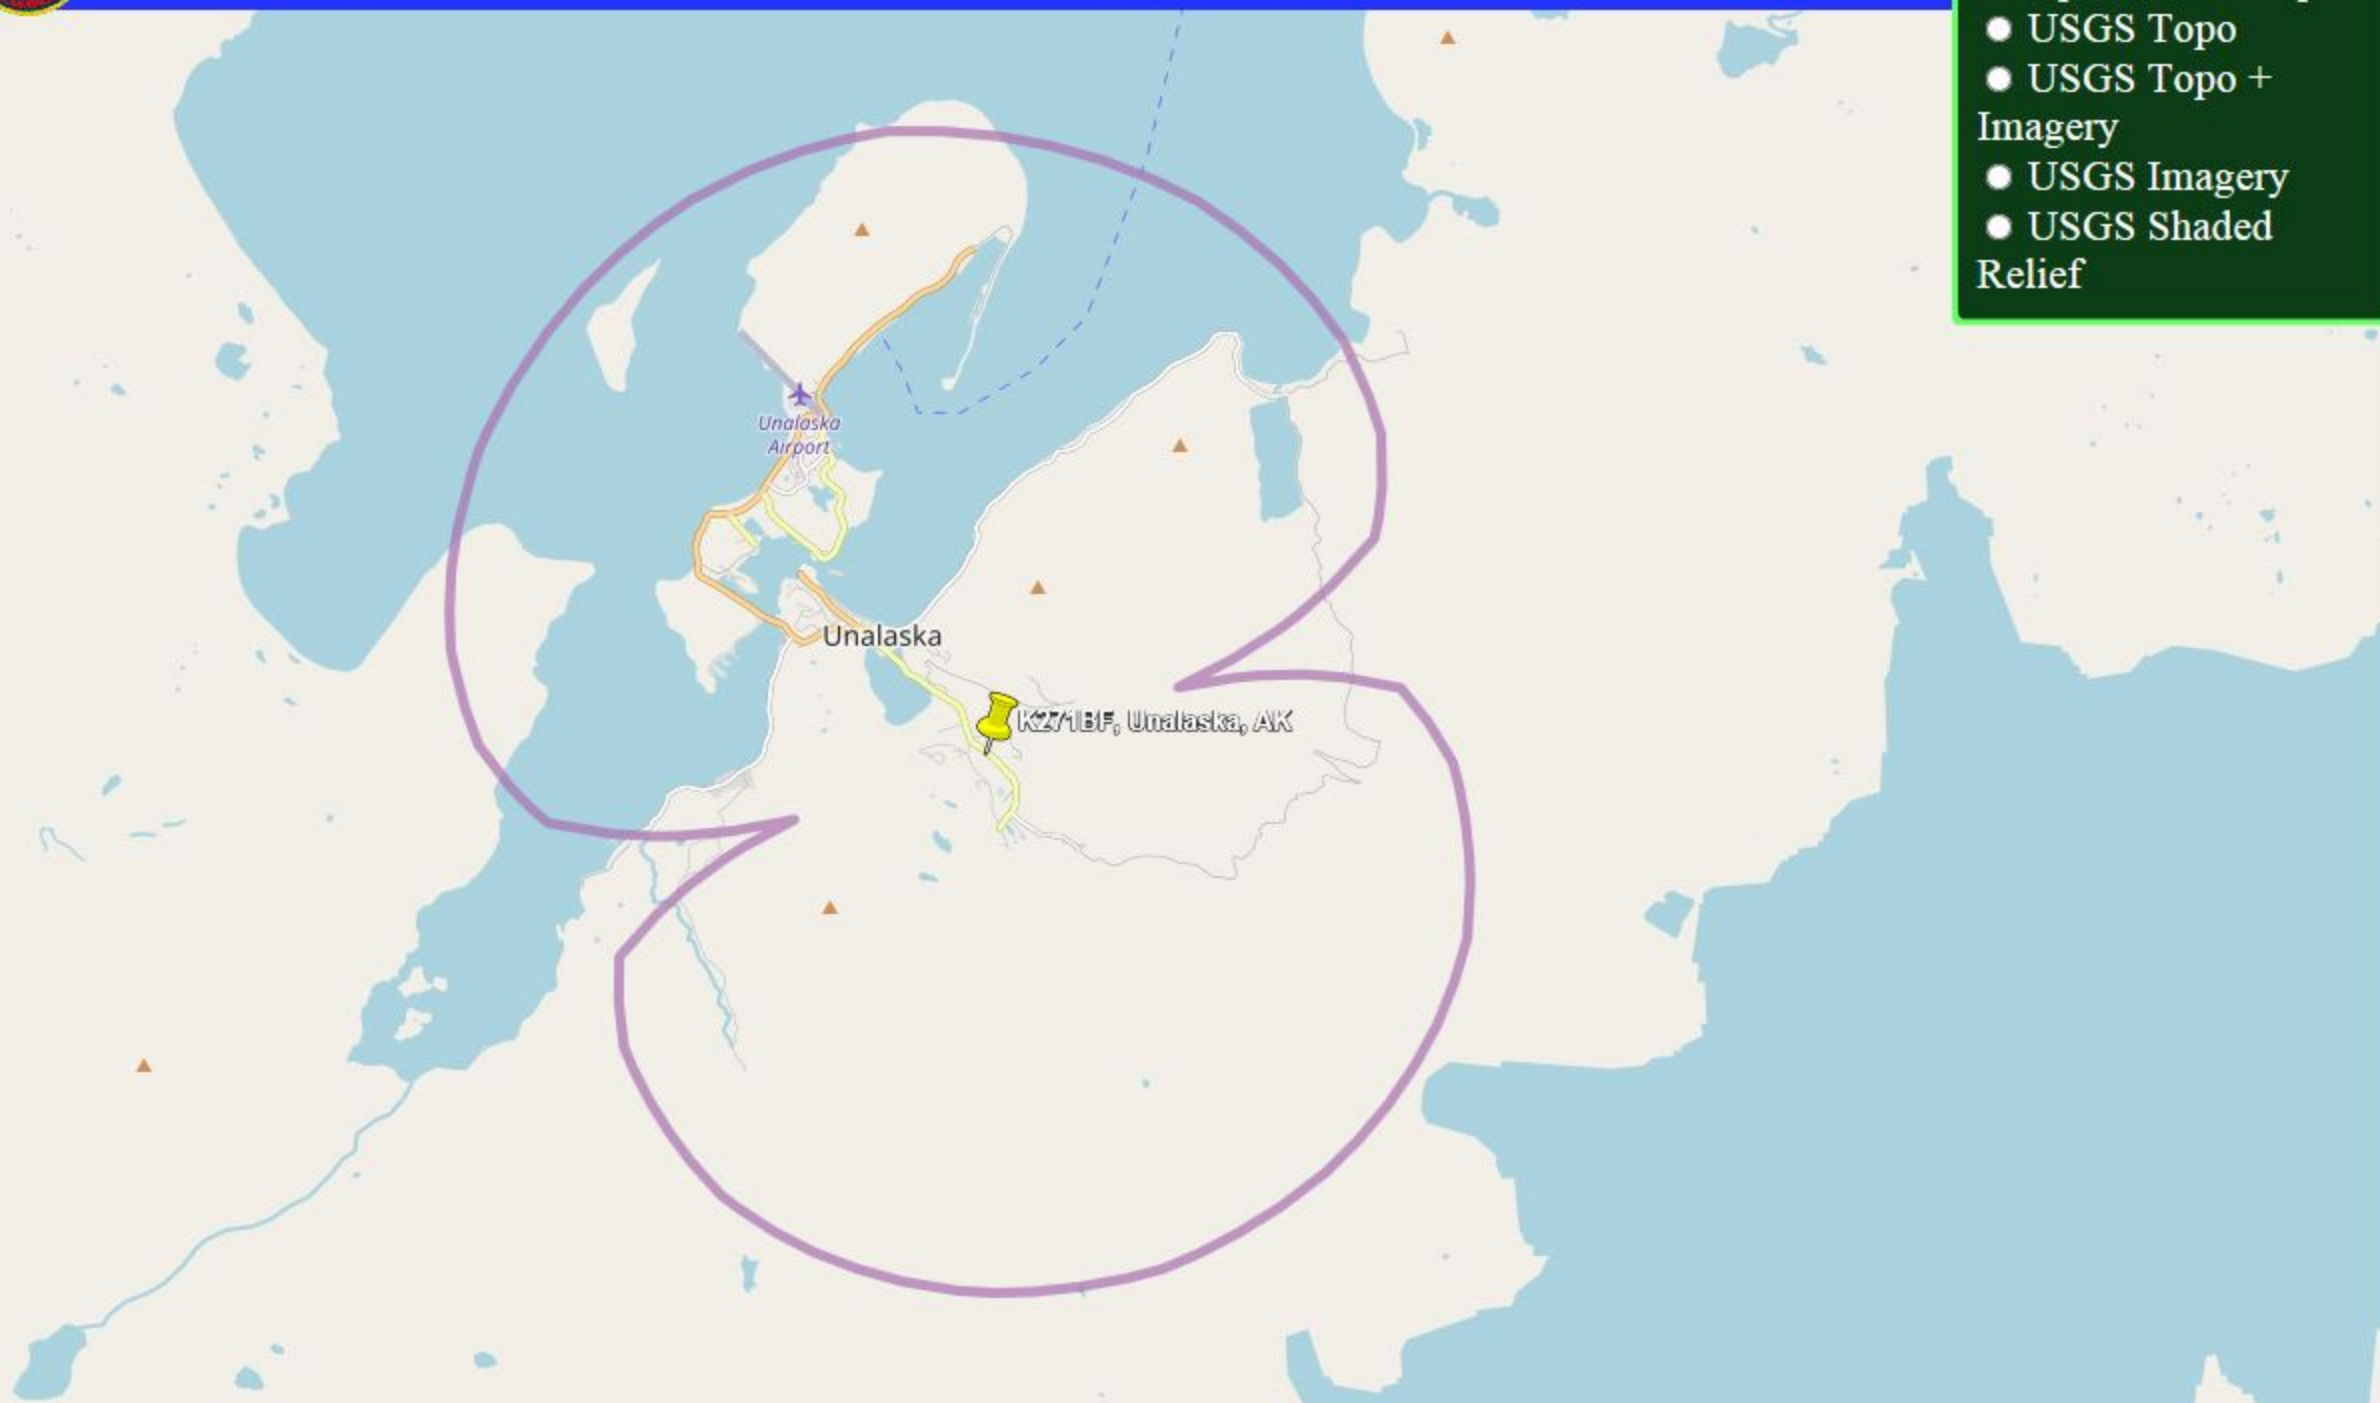 USGS Topo
USGS Topo +
Imagery
USGS Imagery
USGS Shaded
Relief
Unalaska
Airport
Unalaska
K271BF, Unalaska, AK